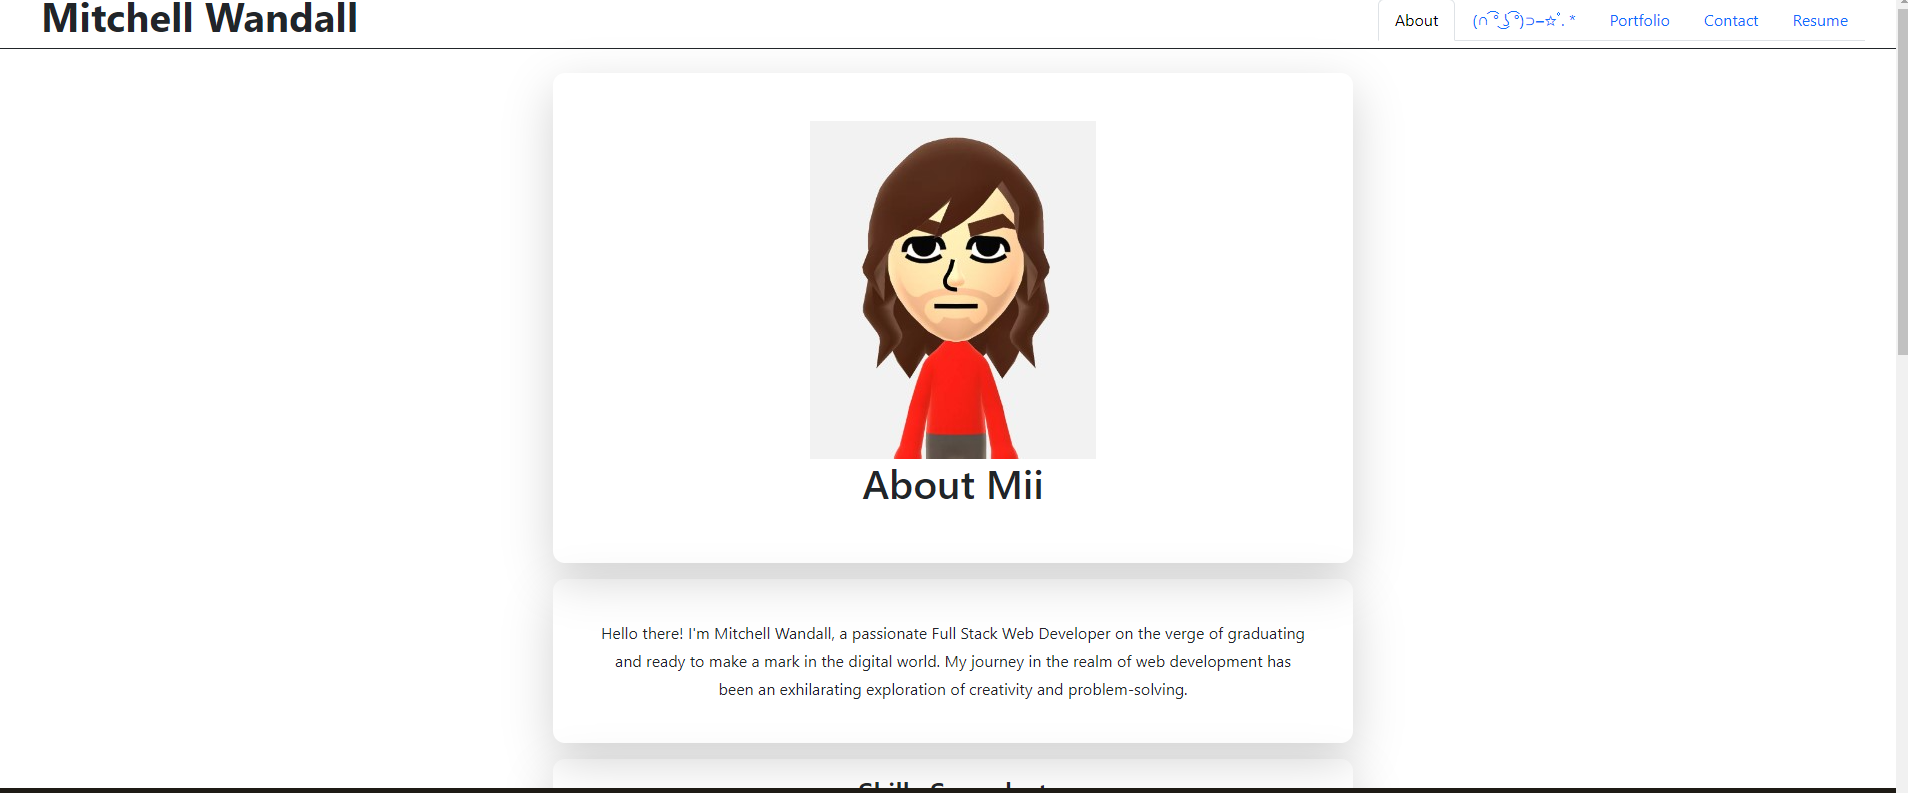 Mitchell Wandall
About
(∩ ͡° ͜ʖ ͡°)⊃━☆ﾟ. *
Portfolio
Contact
Resume
About Mii
Hello there! I'm Mitchell Wandall, a passionate Full Stack Web Developer on the verge of graduating
and ready to make a mark in the digital world. My journey in the realm of web development has
been an exhilarating exploration of creativity and problem-solving.